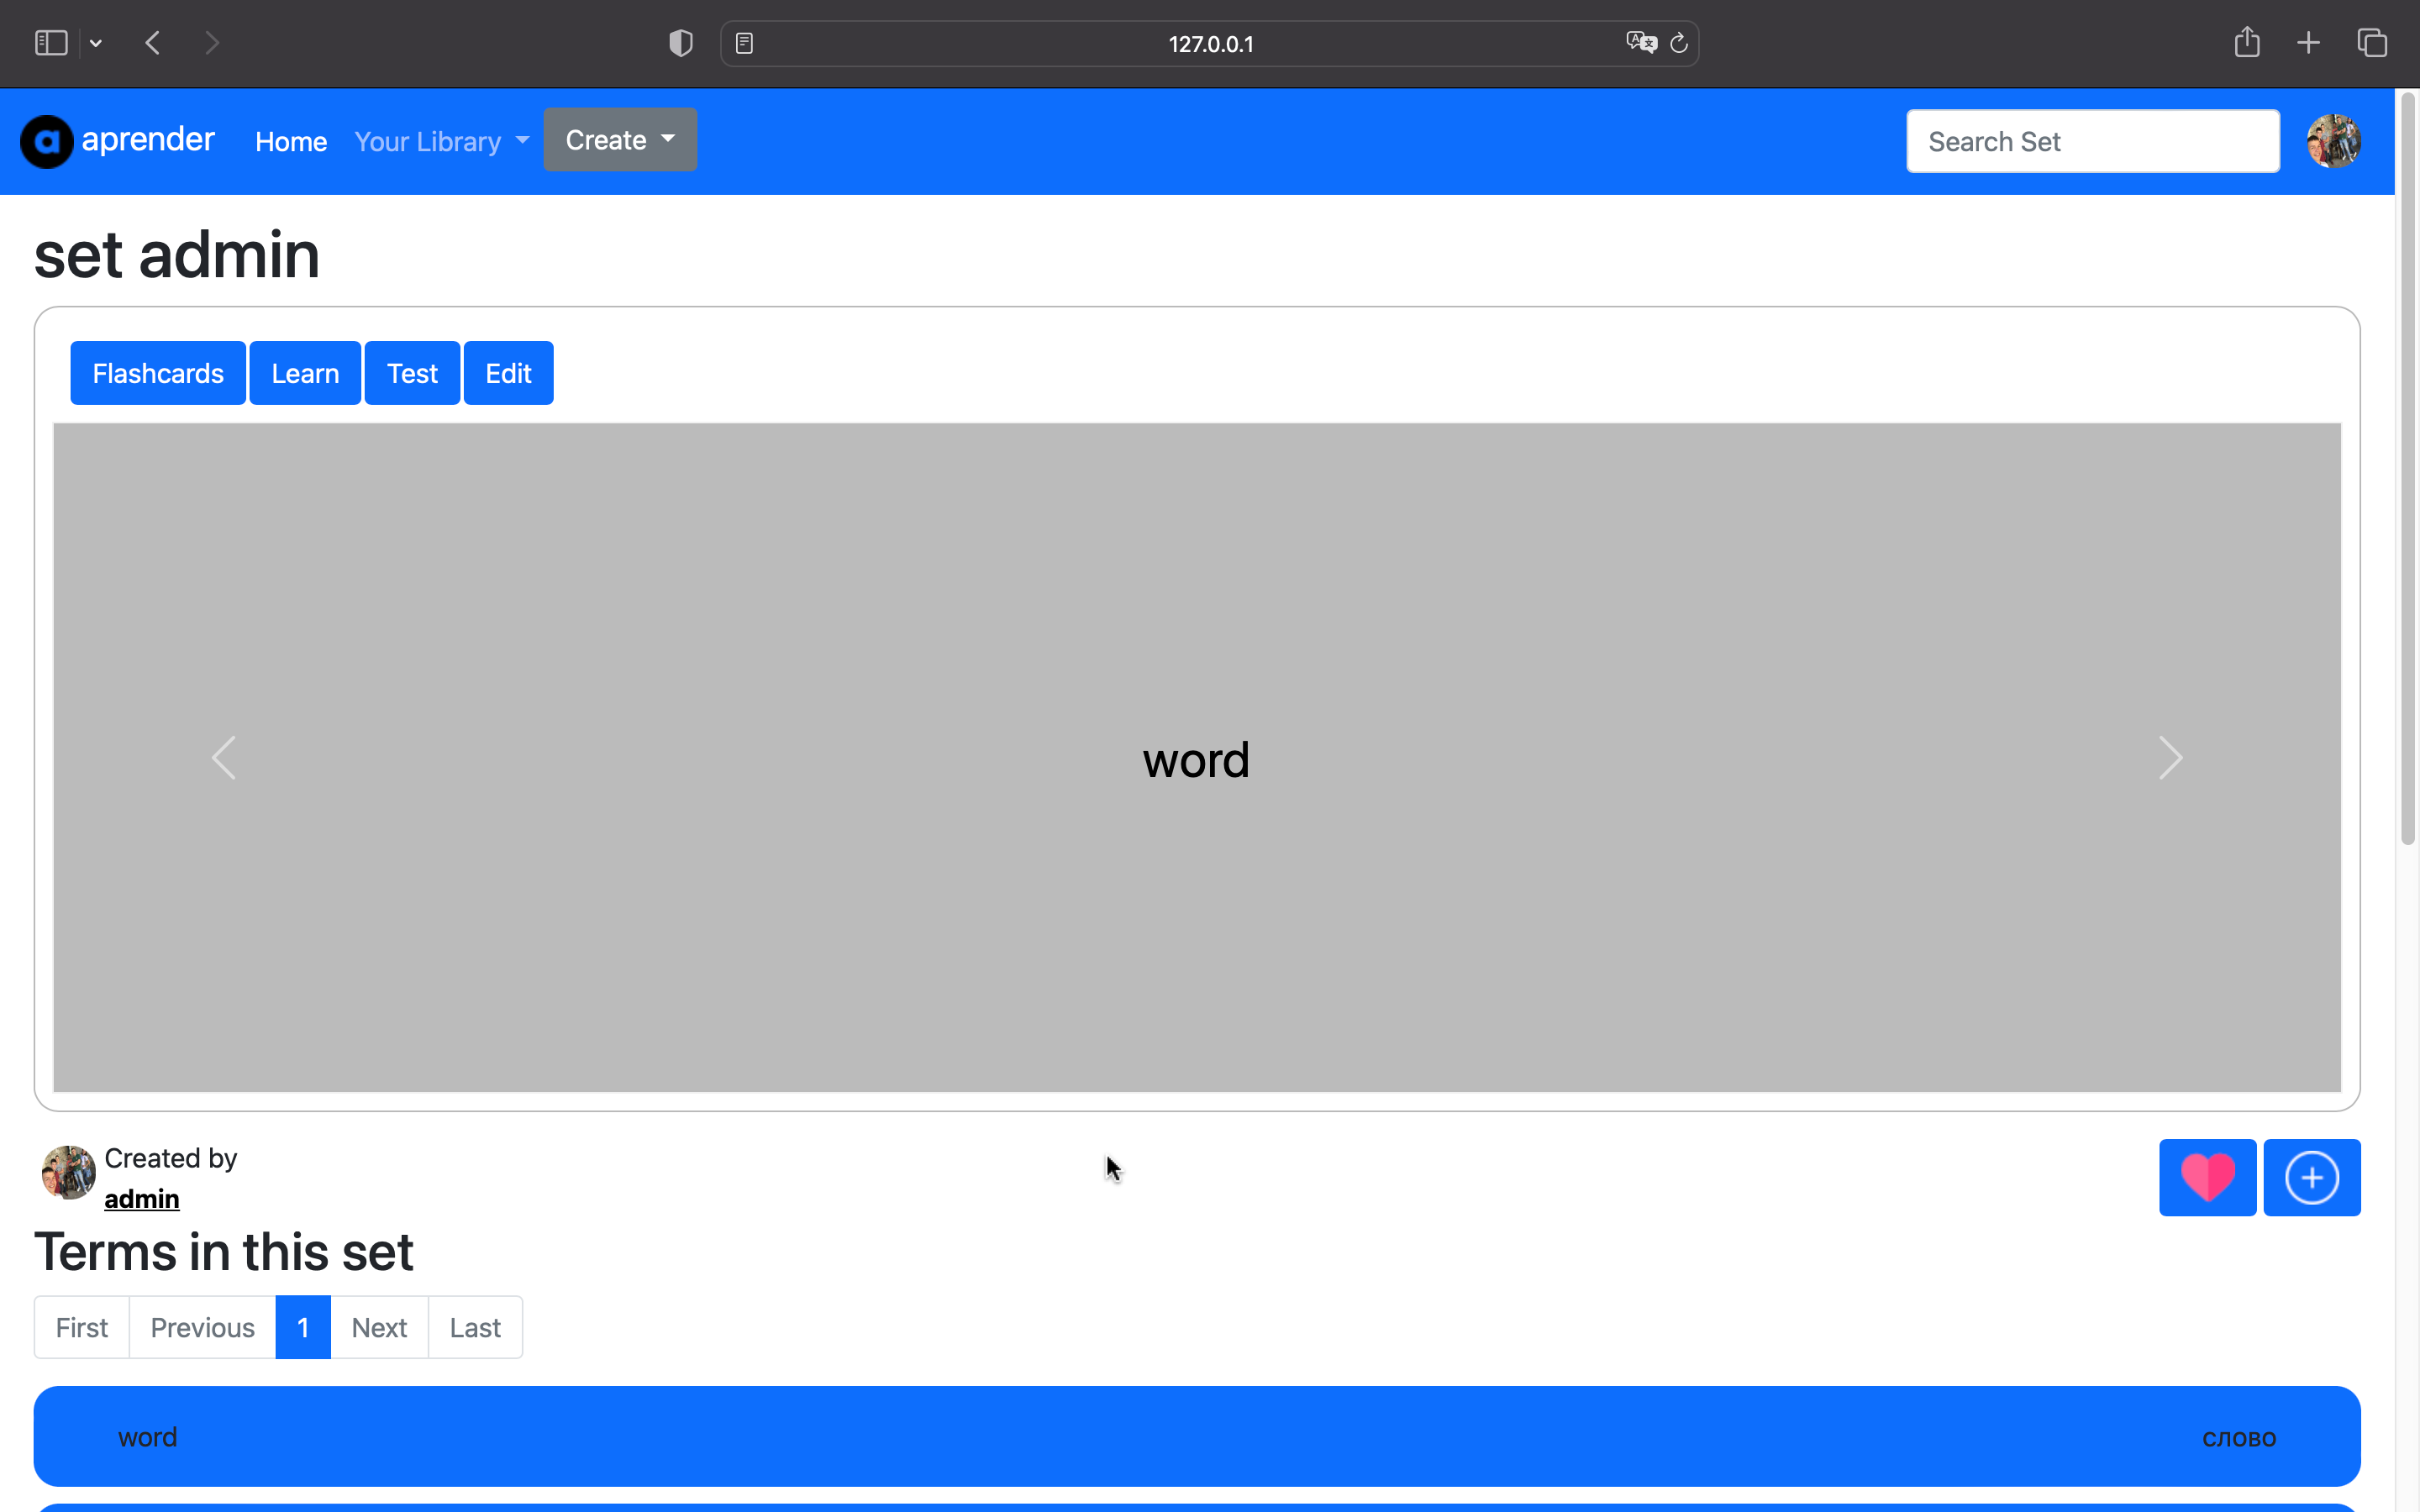 127.0.0.1
a aprender Home Your Library Create Search Set
set admin
Flashcards Learn Test Edit
word
Created by
admin
Terms in this set
First Previous 1 Next Last
word слово